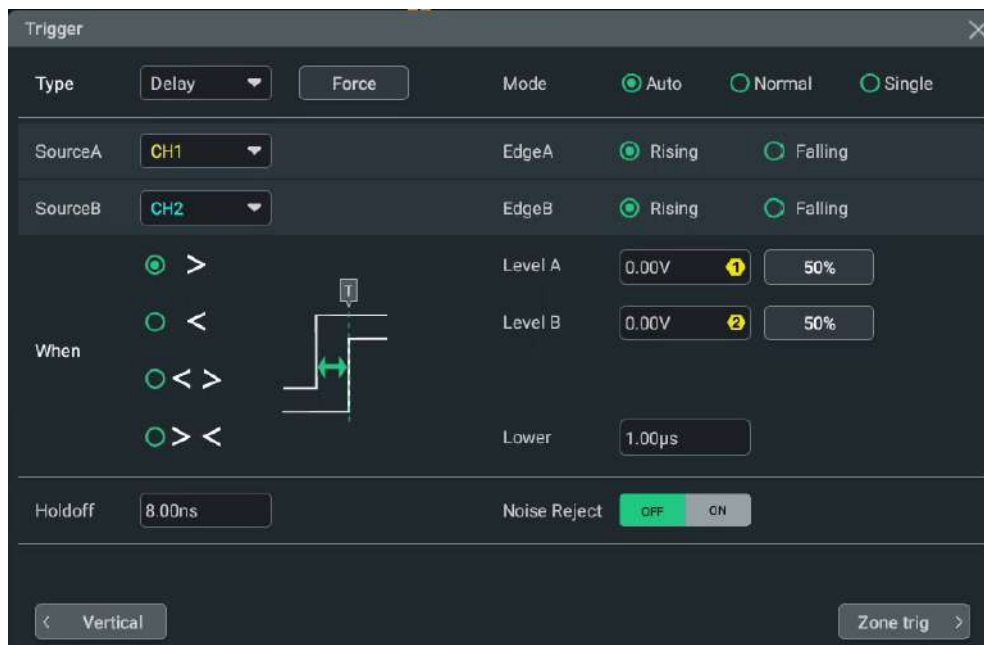 Trigger
Type Delay Force Mode Auto Normal Single
SourceA CH1 EdgeA Rising Falling
SourceB CH2 EdgeB Rising Falling
> Level A 0.00V 1 50%
T
< Level B 0.00V 2 50%
When
< >
> < Lower 1.00µs
Holdoff 8.00ns Noise Reject OFF ON
< Vertical Zone trig >